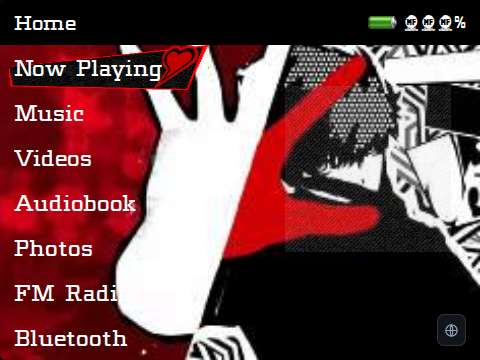 Home
%
Now Playing
Music
Videos
Audiobook
Photos
FM Radi
Bluetooth